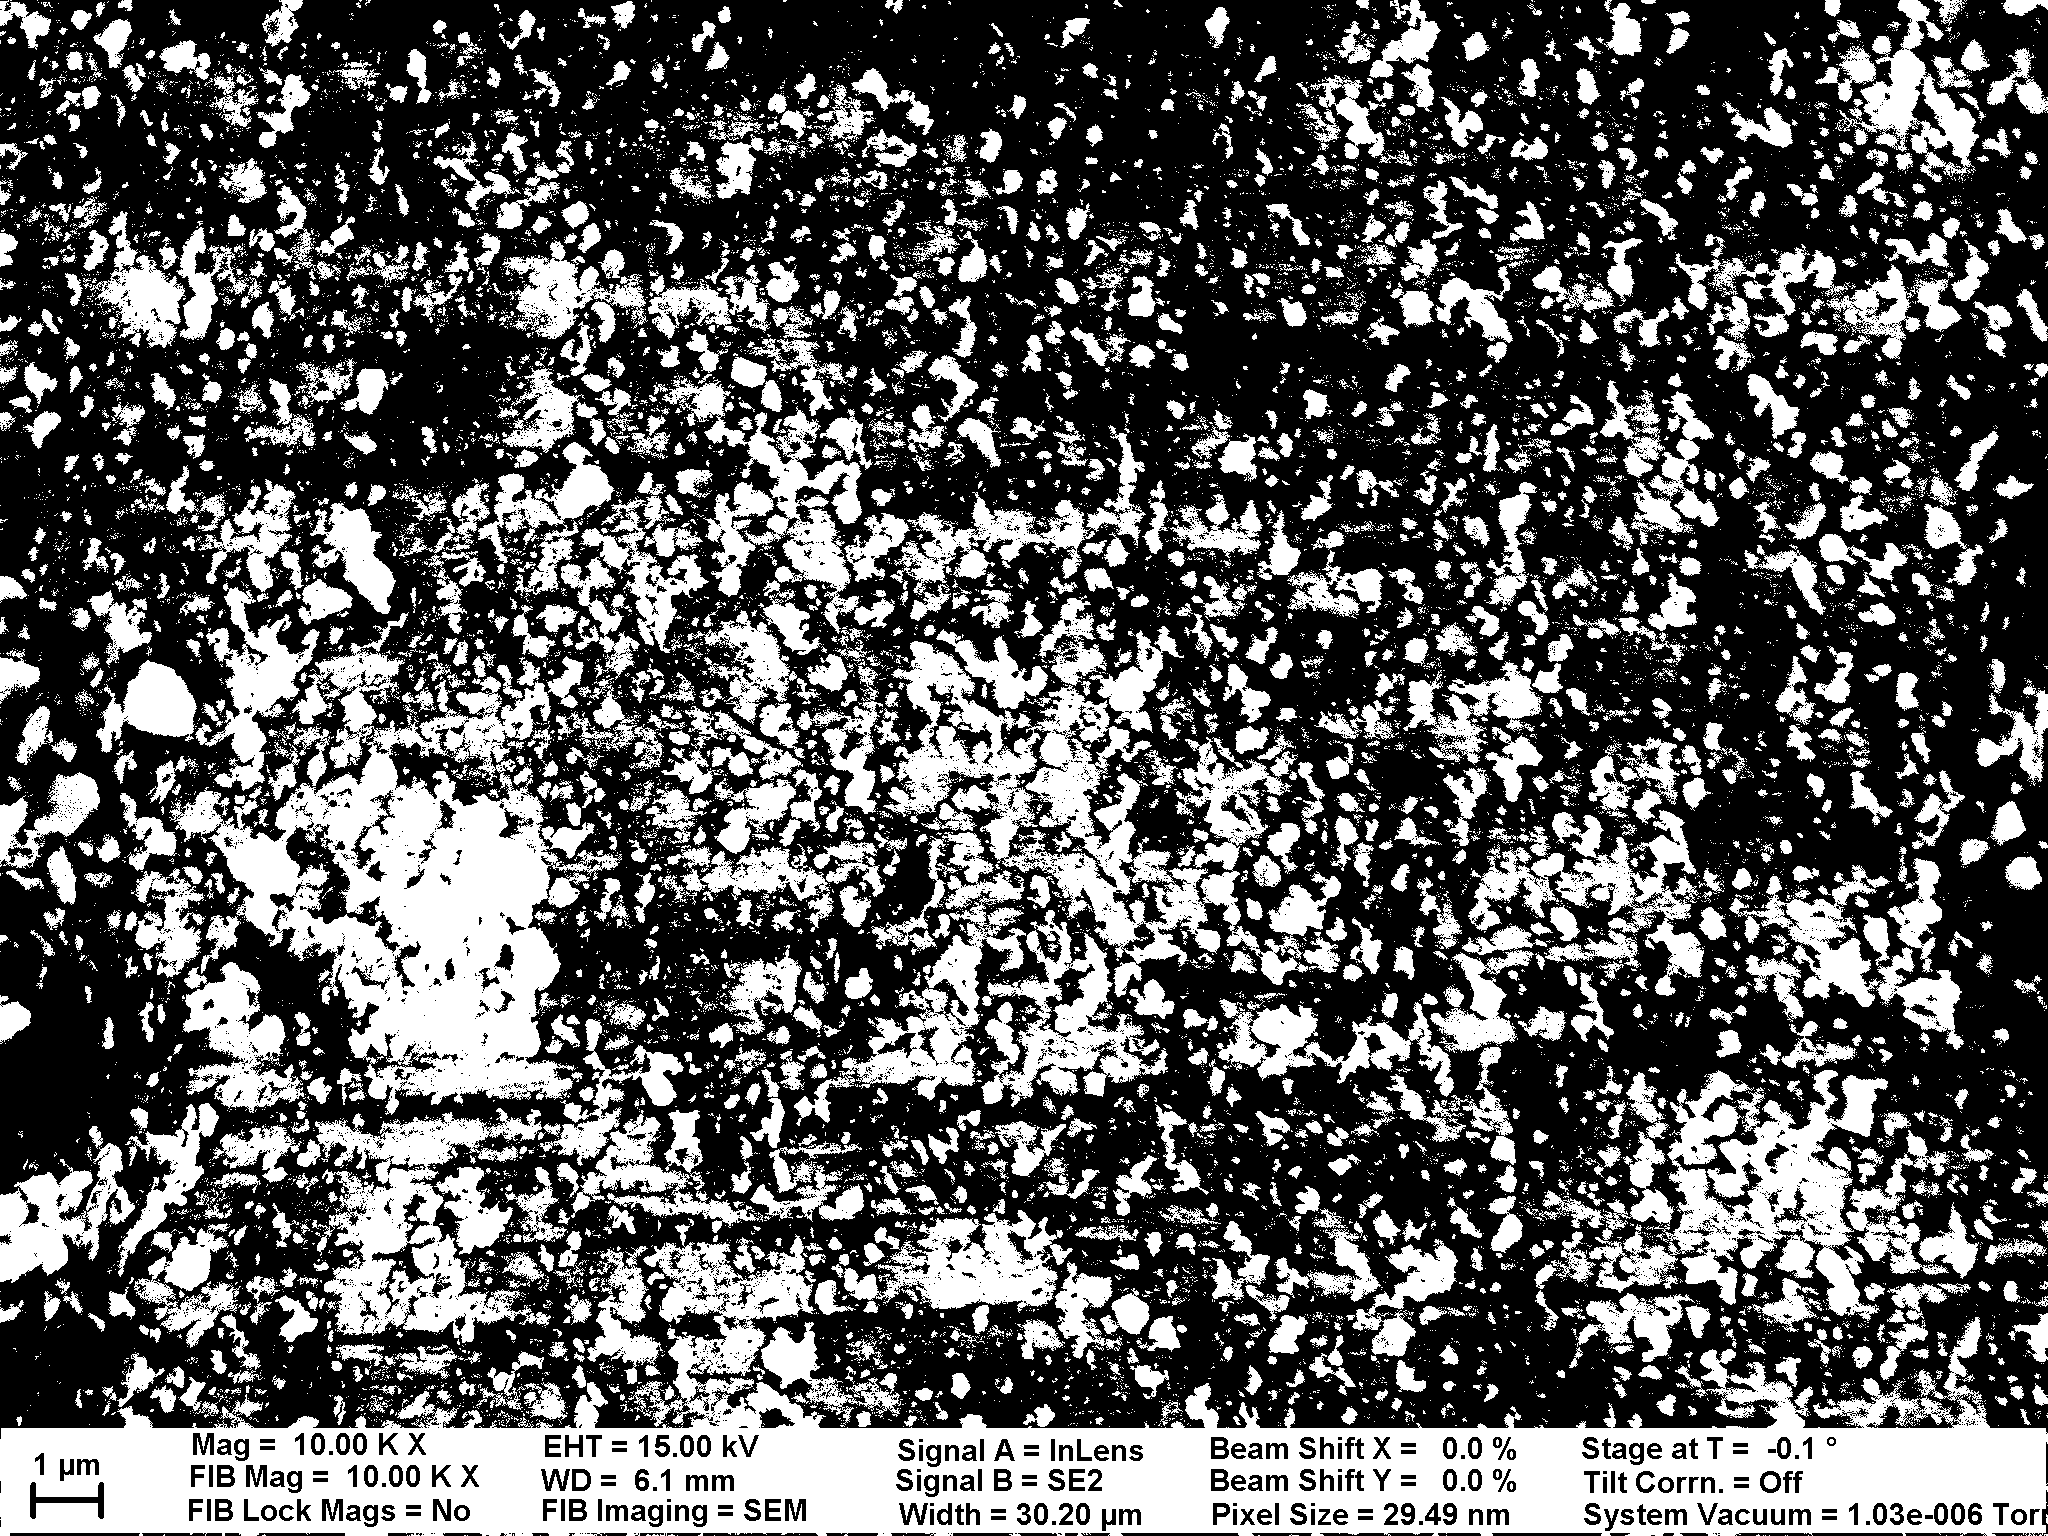 1 µm
Mag = 10.00 K X
FIB Mag = 10.00 K X
FIB Lock Mags = No
EHT = 15.00 kV
WD = 6.1 mm
FIB Imaging = SEM
Signal A = InLens
Signal B = SE2
Width = 30.20 µm
Beam Shift X = 0.0 %
Beam Shift Y = 0.0 %
Pixel Size = 29.49 nm
Stage at T = -0.1 °
Tilt Corrn. = Off
System Vacuum = 1.03e-006 Torr